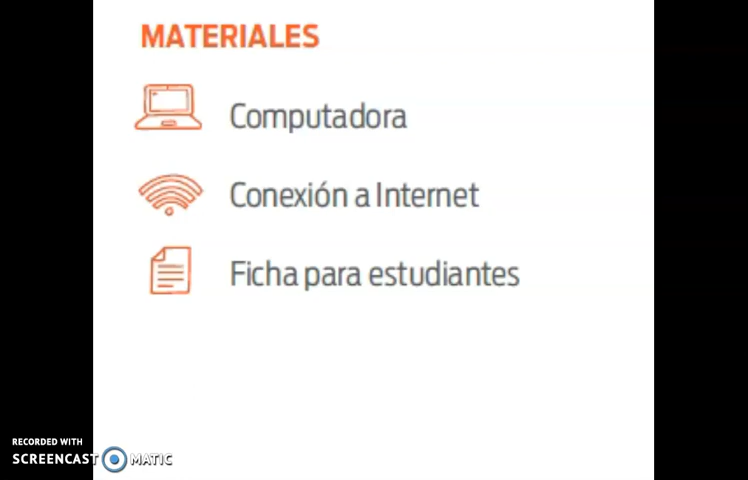 MATERIALES
Computadora
Conexión a Internet
Ficha para estudiantes
RECORDED WITH
SCREENCAST MATIC